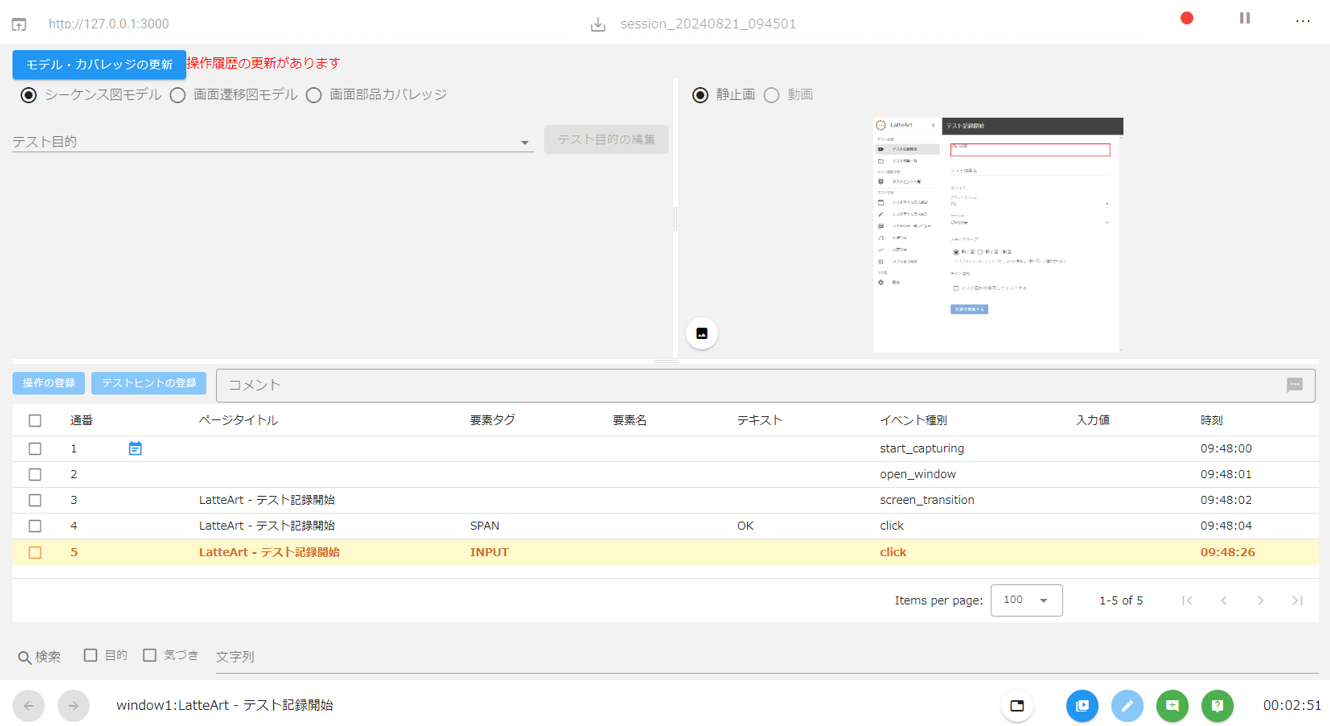 http://127.0.0.1:3000
session_20240821_094501
...
モデル・カバレッジの更新 操作履歴の更新があります
シーケンス図モデル 画面遷移図モデル 画面部品カバレッジ
静止画 動画
テスト目的
テスト目的の編集
LatteArt
テスト記録開始
テスト記録開始
PC
Chrome
操作の登録 テストヒントの登録 コメント
通番 ページタイトル 要素タグ 要素名 テキスト イベント種別 入力値 時刻
1 start_capturing 09:48:00
2 open_window 09:48:01
3 LatteArt - テスト記録開始 screen_transition 09:48:02
4 LatteArt - テスト記録開始 SPAN OK click 09:48:04
5 LatteArt - テスト記録開始 INPUT click 09:48:26
Items per page: 100 1-5 of 5
検索 目的 気づき 文字列
window1:LatteArt - テスト記録開始 00:02:51